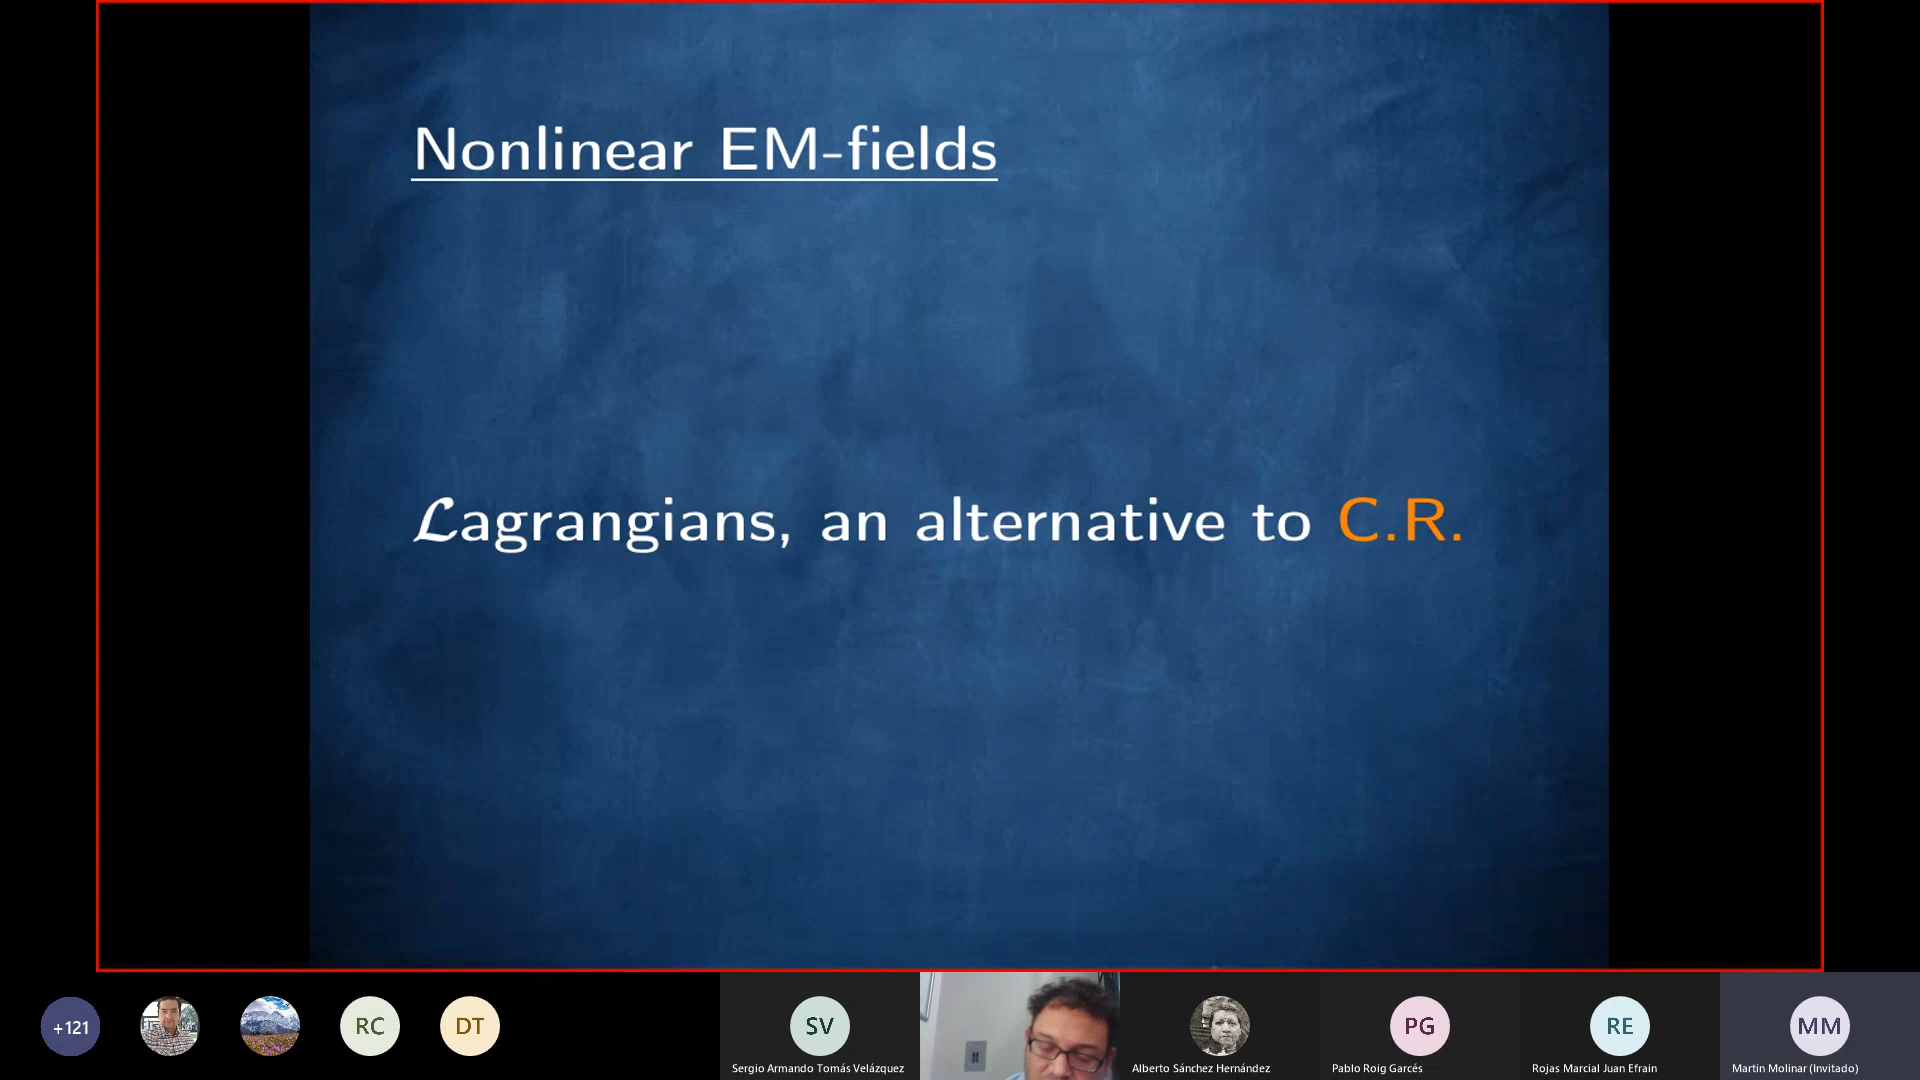 Nonlinear EM-fields
ℒagrangians, an alternative to C.R.
+121
RC
DT
SV
Sergio Armando Tomás Velázquez
Alberto Sánchez Hernández
PG
Pablo Roig Garcés
RE
Rojas Marcial Juan Efrain
MM
Martin Molinar (Invitado)